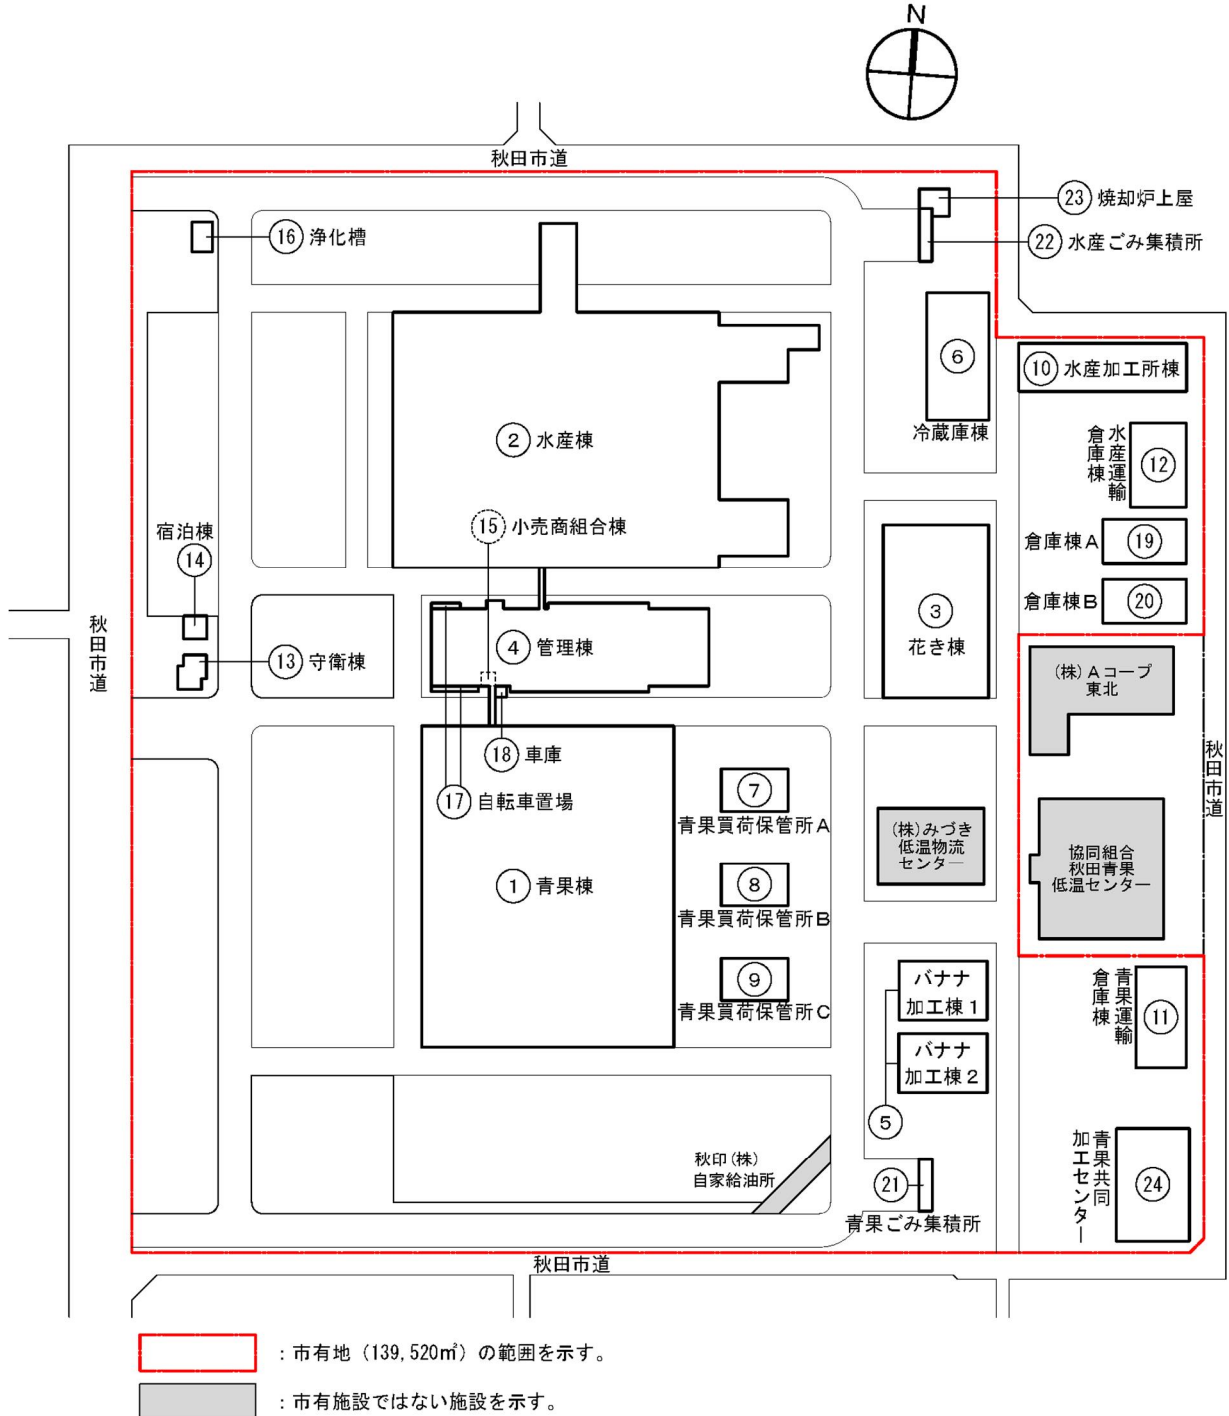 N
秋田市道
㉓ 焼却炉上屋
⑯ 浄化槽
㉒ 水産ごみ集積所
⑥
冷蔵庫棟
⑩ 水産加工所棟
② 水産棟
水産運輸
倉庫棟
⑫
⑮ 小売商組合棟
宿泊棟
⑭
倉庫棟A ⑲
倉庫棟B ⑳
③
花き棟
④ 管理棟
⑬ 守衛棟
秋田市道
(株)Aコープ
東北
⑱ 車庫
⑰ 自転車置場
秋田市道
⑦
青果買荷保管所A
(株)みづき
低温物流
センター
協同組合
秋田青果
低温センター
① 青果棟
⑧
青果買荷保管所B
⑨
青果買荷保管所C
バナナ
加工棟1
バナナ
加工棟2
⑤
青果運輸
倉庫棟
⑪
秋印(株)
自家給油所
㉑
青果ごみ集積所
青果共同
加工センター
㉔
秋田市道
：市有地（139,520㎡）の範囲を示す。
：市有施設ではない施設を示す。